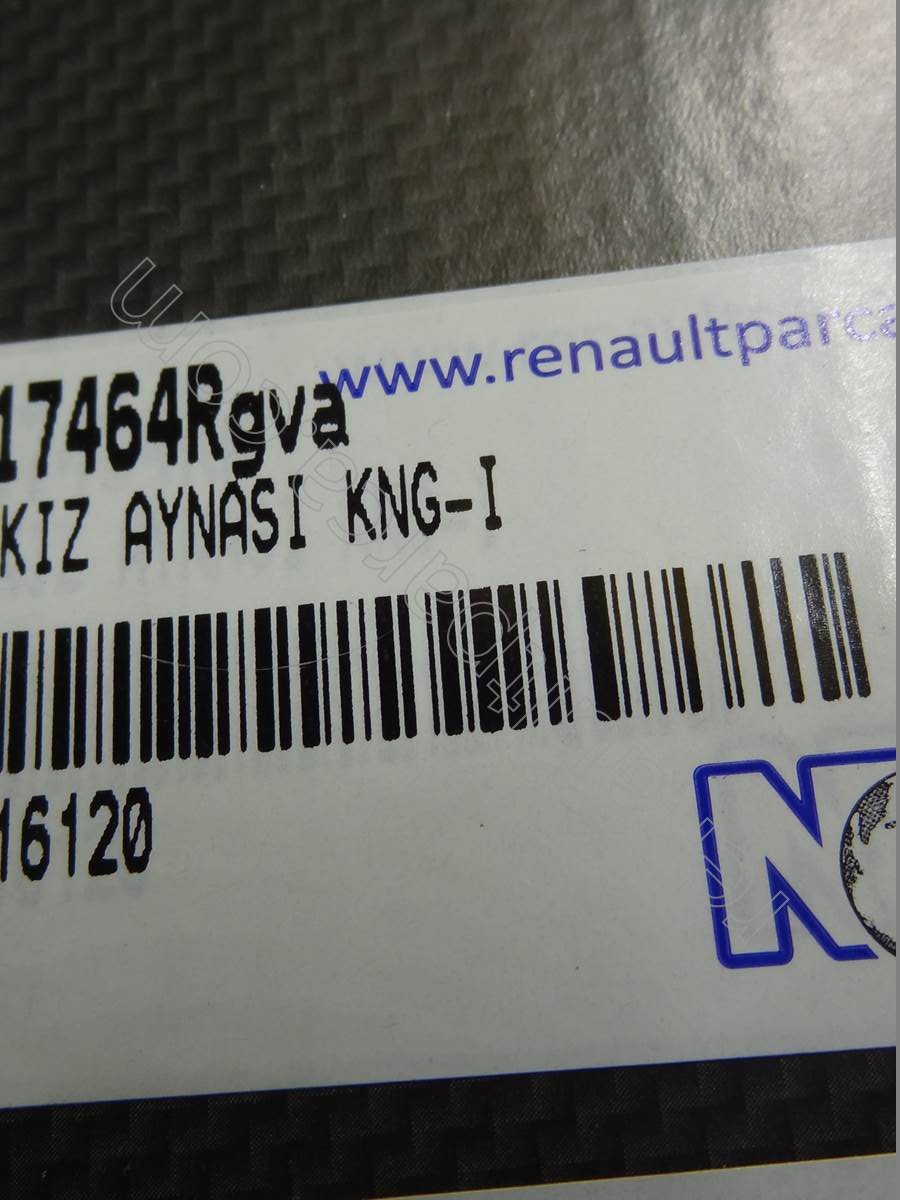 www.renaultparca
17464Rgva
KIZ AYNASI KNG-I
16120